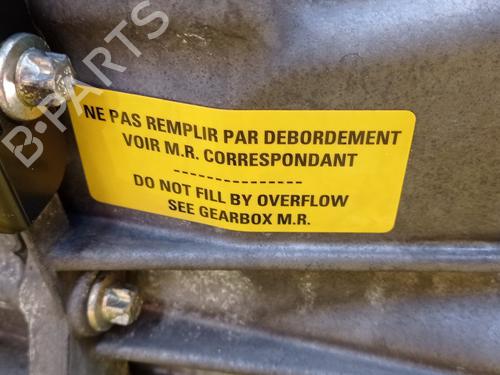 B-PARTS
NE PAS REMPLIR PAR DEBORDEMENT
VOIR M.R. CORRESPONDANT
---------------
DO NOT FILL BY OVERFLOW
SEE GEARBOX M.R.